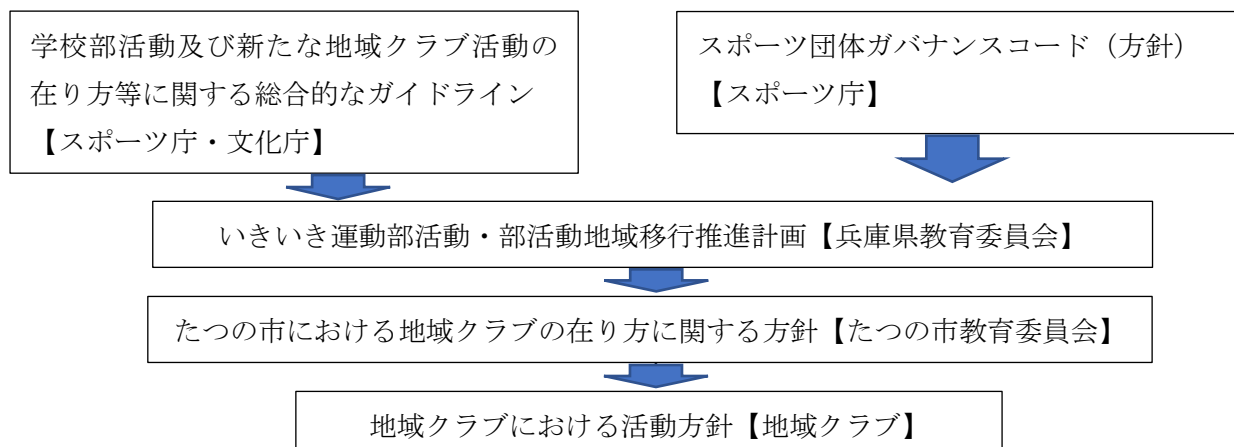 学校部活動及び新たな地域クラブ活動の
在り方等に関する総合的なガイドライン
【スポーツ庁・文化庁】
スポーツ団体ガバナンスコード（方針）
【スポーツ庁】
いきいき運動部活動・部活動地域移行推進計画【兵庫県教育委員会】
たつの市における地域クラブの在り方に関する方針【たつの市教育委員会】
地域クラブにおける活動方針【地域クラブ】